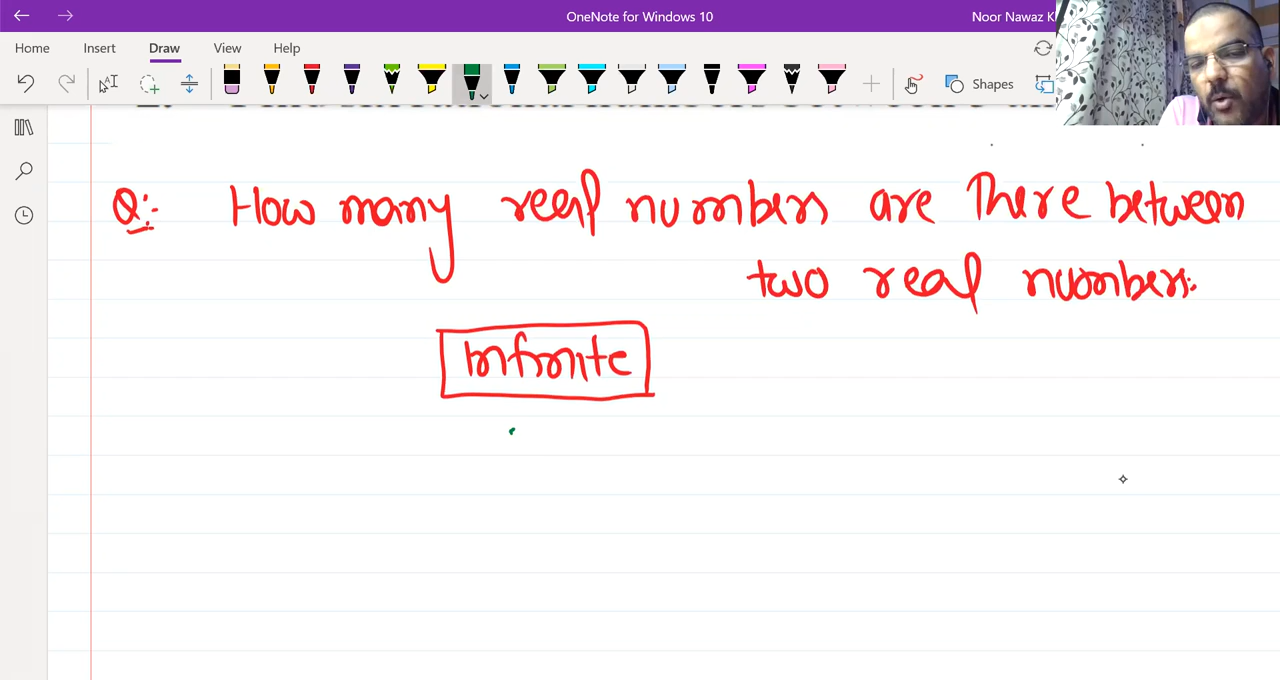 OneNote for Windows 10
Noor Nawaz K
Home Insert Draw View Help
Shapes
Q:- How many real numbers are There between
two real numbers:
Infinite